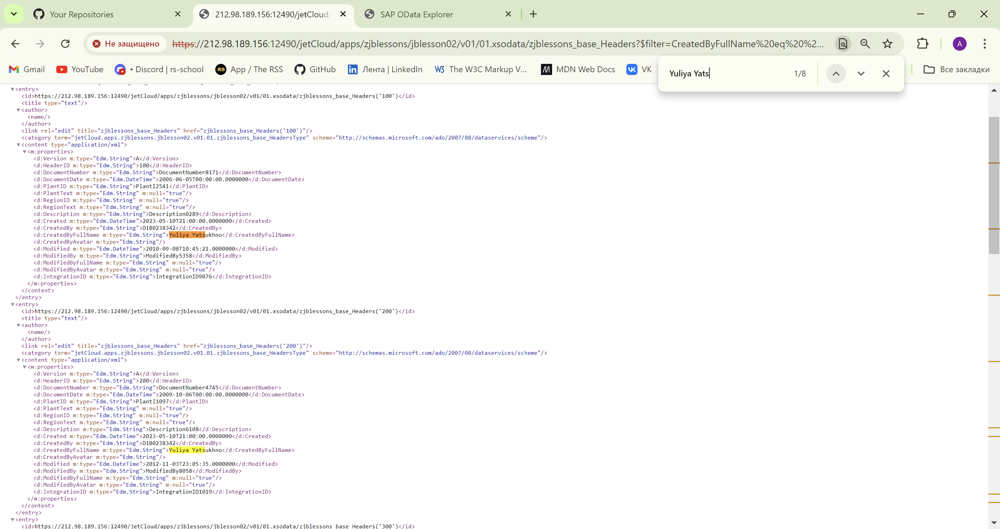 Your Repositories
212.98.189.156:12490/jetCloud/
SAP OData Explorer
Не защищено
https://212.98.189.156:12490/jetCloud/apps/zjblessons/jblesson02/v01/01.xsodata/zjblessons_base_Headers?$filter=CreatedByFullName%20eq%20%2...
A
Gmail
YouTube
• Discord | rs-school
RS
App / The RSS
GitHub
Лента | LinkedIn
The W3C Markup V...
MDN Web Docs
VK
Yuliya Yats
1/8
Все закладки
▼<entry>
<id>https://212.98.189.156:12490/jetCloud/apps/zjblessons/jblesson02/v01/01.xsodata/zjblessons_base_Headers('100')</id>
<title type="text"/>
▼<author>
<name/>
</author>
<link rel="edit" title="zjblessons_base_Headers" href="zjblessons_base_Headers('100')"/>
<category term="jetCloud.apps.zjblessons.jblesson02.v01.01.zjblessons_base_HeadersType" scheme="http://schemas.microsoft.com/ado/2007/08/dataservices/scheme"/>
▼<content type="application/xml">
▼<m:properties>
<d:Version m:type="Edm.String">A</d:Version>
<d:HeaderID m:type="Edm.String">100</d:HeaderID>
<d:DocumentNumber m:type="Edm.String">DocumentNumber8171</d:DocumentNumber>
<d:DocumentDate m:type="Edm.DateTime">2006-06-05T00:00:00.0000000</d:DocumentDate>
<d:PlantID m:type="Edm.String">PlantI2541</d:PlantID>
<d:PlantText m:type="Edm.String" m:null="true"/>
<d:RegionID m:type="Edm.String" m:null="true"/>
<d:RegionText m:type="Edm.String" m:null="true"/>
<d:Description m:type="Edm.String">Description0289</d:Description>
<d:Created m:type="Edm.DateTime">2023-05-10T21:00:00.0000000</d:Created>
<d:CreatedBy m:type="Edm.String">D1B0238342</d:CreatedBy>
<d:CreatedByFullName m:type="Edm.String">Yuliya Yatsukhno</d:CreatedByFullName>
<d:CreatedByAvatar m:type="Edm.String"/>
<d:Modified m:type="Edm.DateTime">2010-09-08T10:45:21.0000000</d:Modified>
<d:ModifiedBy m:type="Edm.String">ModifiedBy5358</d:ModifiedBy>
<d:ModifiedByFullName m:type="Edm.String" m:null="true"/>
<d:ModifiedByAvatar m:type="Edm.String" m:null="true"/>
<d:IntegrationID m:type="Edm.String">IntegrationID9076</d:IntegrationID>
</m:properties>
</content>
</entry>
▼<entry>
<id>https://212.98.189.156:12490/jetCloud/apps/zjblessons/jblesson02/v01/01.xsodata/zjblessons_base_Headers('200')</id>
<title type="text"/>
▼<author>
<name/>
</author>
<link rel="edit" title="zjblessons_base_Headers" href="zjblessons_base_Headers('200')"/>
<category term="jetCloud.apps.zjblessons.jblesson02.v01.01.zjblessons_base_HeadersType" scheme="http://schemas.microsoft.com/ado/2007/08/dataservices/scheme"/>
▼<content type="application/xml">
▼<m:properties>
<d:Version m:type="Edm.String">A</d:Version>
<d:HeaderID m:type="Edm.String">200</d:HeaderID>
<d:DocumentNumber m:type="Edm.String">DocumentNumber4745</d:DocumentNumber>
<d:DocumentDate m:type="Edm.DateTime">2009-10-06T00:00:00.0000000</d:DocumentDate>
<d:PlantID m:type="Edm.String">PlantI1097</d:PlantID>
<d:PlantText m:type="Edm.String" m:null="true"/>
<d:RegionID m:type="Edm.String" m:null="true"/>
<d:RegionText m:type="Edm.String" m:null="true"/>
<d:Description m:type="Edm.String">Description6108</d:Description>
<d:Created m:type="Edm.DateTime">2023-05-10T21:00:00.0000000</d:Created>
<d:CreatedBy m:type="Edm.String">D1B0238342</d:CreatedBy>
<d:CreatedByFullName m:type="Edm.String">Yuliya Yatsukhno</d:CreatedByFullName>
<d:CreatedByAvatar m:type="Edm.String"/>
<d:Modified m:type="Edm.DateTime">2012-11-03T23:05:35.0000000</d:Modified>
<d:ModifiedBy m:type="Edm.String">ModifiedBy8058</d:ModifiedBy>
<d:ModifiedByFullName m:type="Edm.String" m:null="true"/>
<d:ModifiedByAvatar m:type="Edm.String" m:null="true"/>
<d:IntegrationID m:type="Edm.String">IntegrationID1019</d:IntegrationID>
</m:properties>
</content>
</entry>
▼<entry>
<id>https://212.98.189.156:12490/jetCloud/apps/zjblessons/jblesson02/v01/01.xsodata/zjblessons_base_Headers('300')</id>